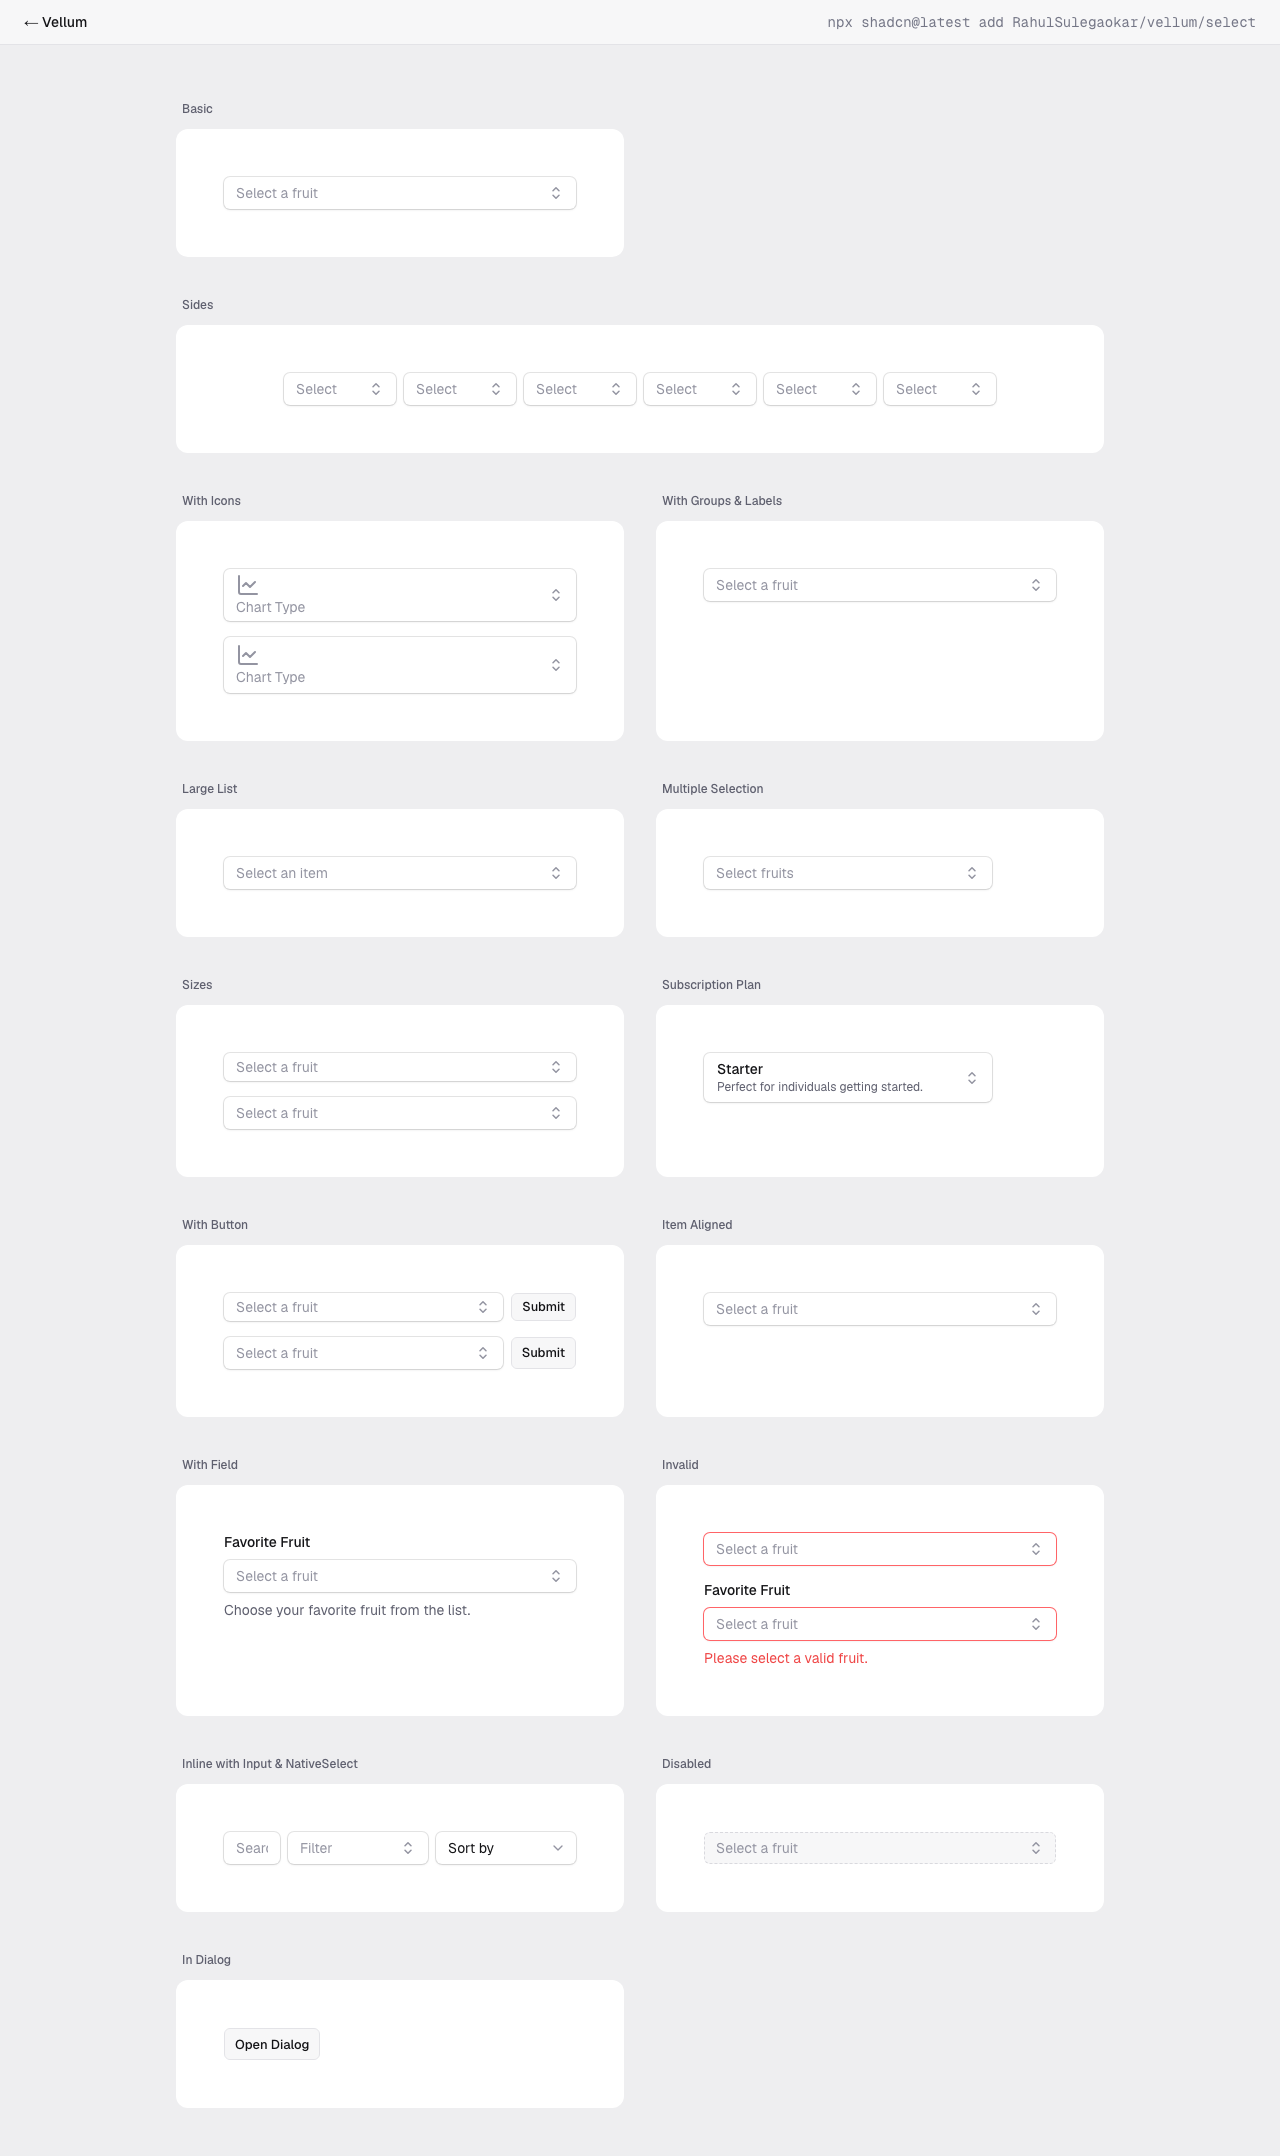 ← Vellum
npx shadcn@latest add RahulSulegaokar/vellum/select
Basic
Select a fruit
Sides
Select Select Select Select Select Select
With Icons
Chart Type
Chart Type
With Groups & Labels
Select a fruit
Large List
Select an item
Multiple Selection
Select fruits
Sizes
Select a fruit
Select a fruit
Subscription Plan
Starter
Perfect for individuals getting started.
With Button
Select a fruit Submit
Select a fruit Submit
Item Aligned
Select a fruit
With Field
Favorite Fruit
Select a fruit
Choose your favorite fruit from the list.
Invalid
Select a fruit
Favorite Fruit
Select a fruit
Please select a valid fruit.
Inline with Input & NativeSelect
Filter Sort by
Disabled
Select a fruit
In Dialog
Open Dialog